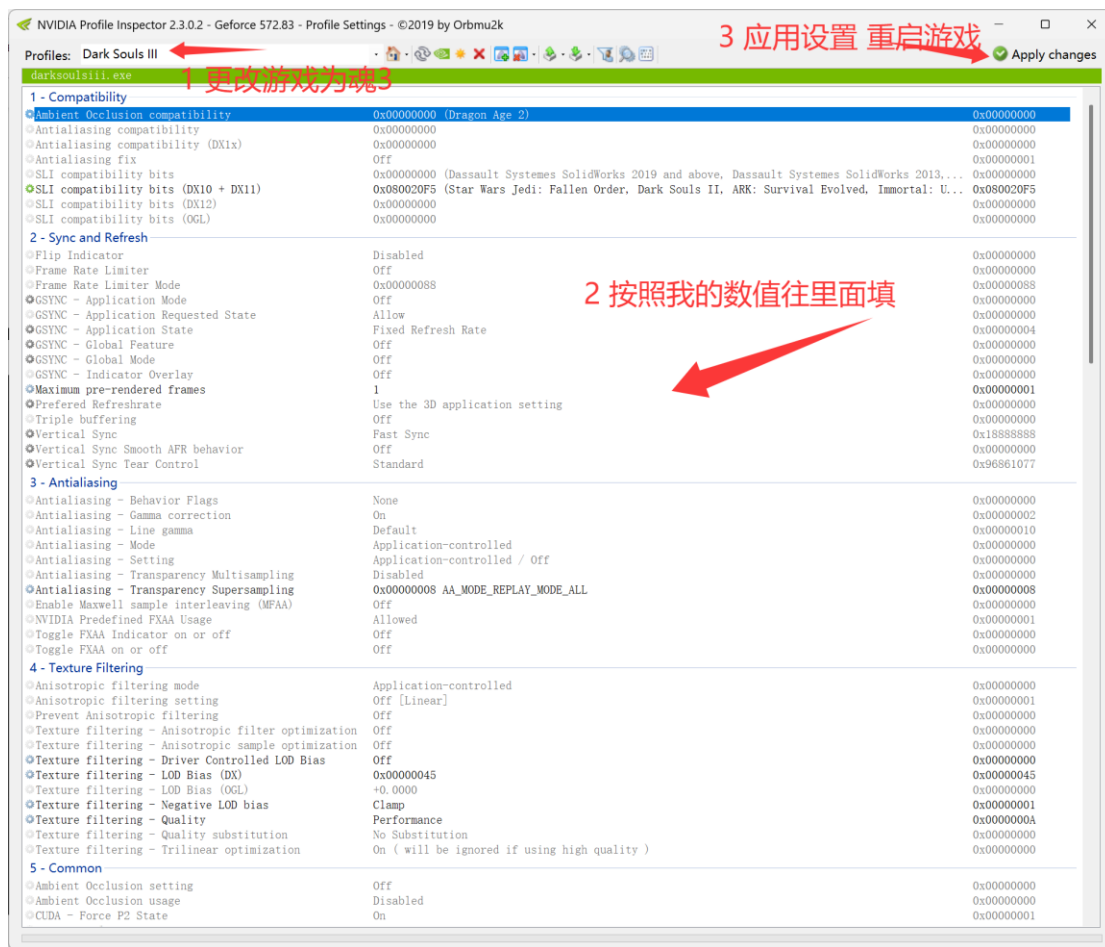 NVIDIA Profile Inspector 2.3.0.2 - Geforce 572.83 - Profile Settings - ©2019 by Orbmu2k
3 应用设置 重启游戏
Profiles: Dark Souls III
Apply changes
darksoulsiii.exe
1 更改游戏为魂3
1 - Compatibility
Ambient Occlusion compatibility 0x00000000 (Dragon Age 2) 0x00000000
Antialiasing compatibility 0x00000000 0x00000000
Antialiasing compatibility (DX1x) 0x00000000 0x00000000
Antialiasing fix Off 0x00000001
SLI compatibility bits 0x00000000 (Dassault Systemes SolidWorks 2019 and above, Dassault Systemes SolidWorks 2013,... 0x00000000
SLI compatibility bits (DX10 + DX11) 0x080020F5 (Star Wars Jedi: Fallen Order, Dark Souls II, ARK: Survival Evolved, Immortal: U... 0x080020F5
SLI compatibility bits (DX12) 0x00000000 0x00000000
SLI compatibility bits (OGL) 0x00000000 0x00000000
2 - Sync and Refresh
Flip Indicator Disabled 0x00000000
Frame Rate Limiter Off 0x00000000
Frame Rate Limiter Mode 0x00000088 0x00000088
2 按照我的数值往里面填
GSYNC - Application Mode Off 0x00000000
GSYNC - Application Requested State Allow 0x00000000
GSYNC - Application State Fixed Refresh Rate 0x00000004
GSYNC - Global Feature Off 0x00000000
GSYNC - Global Mode Off 0x00000000
GSYNC - Indicator Overlay Off 0x00000000
Maximum pre-rendered frames 1 0x00000001
Prefered Refreshrate Use the 3D application setting 0x00000000
Triple buffering Off 0x00000000
Vertical Sync Fast Sync 0x18888888
Vertical Sync Smooth AFR behavior Off 0x00000000
Vertical Sync Tear Control Standard 0x96861077
3 - Antialiasing
Antialiasing - Behavior Flags None 0x00000000
Antialiasing - Gamma correction On 0x00000002
Antialiasing - Line gamma Default 0x00000010
Antialiasing - Mode Application-controlled 0x00000000
Antialiasing - Setting Application-controlled / Off 0x00000000
Antialiasing - Transparency Multisampling Disabled 0x00000000
Antialiasing - Transparency Supersampling 0x00000008 AA_MODE_REPLAY_MODE_ALL 0x00000008
Enable Maxwell sample interleaving (MFAA) Off 0x00000000
NVIDIA Predefined FXAA Usage Allowed 0x00000001
Toggle FXAA Indicator on or off Off 0x00000000
Toggle FXAA on or off Off 0x00000000
4 - Texture Filtering
Anisotropic filtering mode Application-controlled 0x00000000
Anisotropic filtering setting Off [Linear] 0x00000001
Prevent Anisotropic filtering Off 0x00000000
Texture filtering - Anisotropic filter optimization Off 0x00000000
Texture filtering - Anisotropic sample optimization Off 0x00000000
Texture filtering - Driver Controlled LOD Bias Off 0x00000000
Texture filtering - LOD Bias (DX) 0x00000045 0x00000045
Texture filtering - LOD Bias (OGL) +0.0000 0x00000000
Texture filtering - Negative LOD bias Clamp 0x00000001
Texture filtering - Quality Performance 0x0000000A
Texture filtering - Quality substitution No Substitution 0x00000000
Texture filtering - Trilinear optimization On ( will be ignored if using high quality ) 0x00000000
5 - Common
Ambient Occlusion setting Off 0x00000000
Ambient Occlusion usage Disabled 0x00000000
CUDA - Force P2 State On 0x00000001